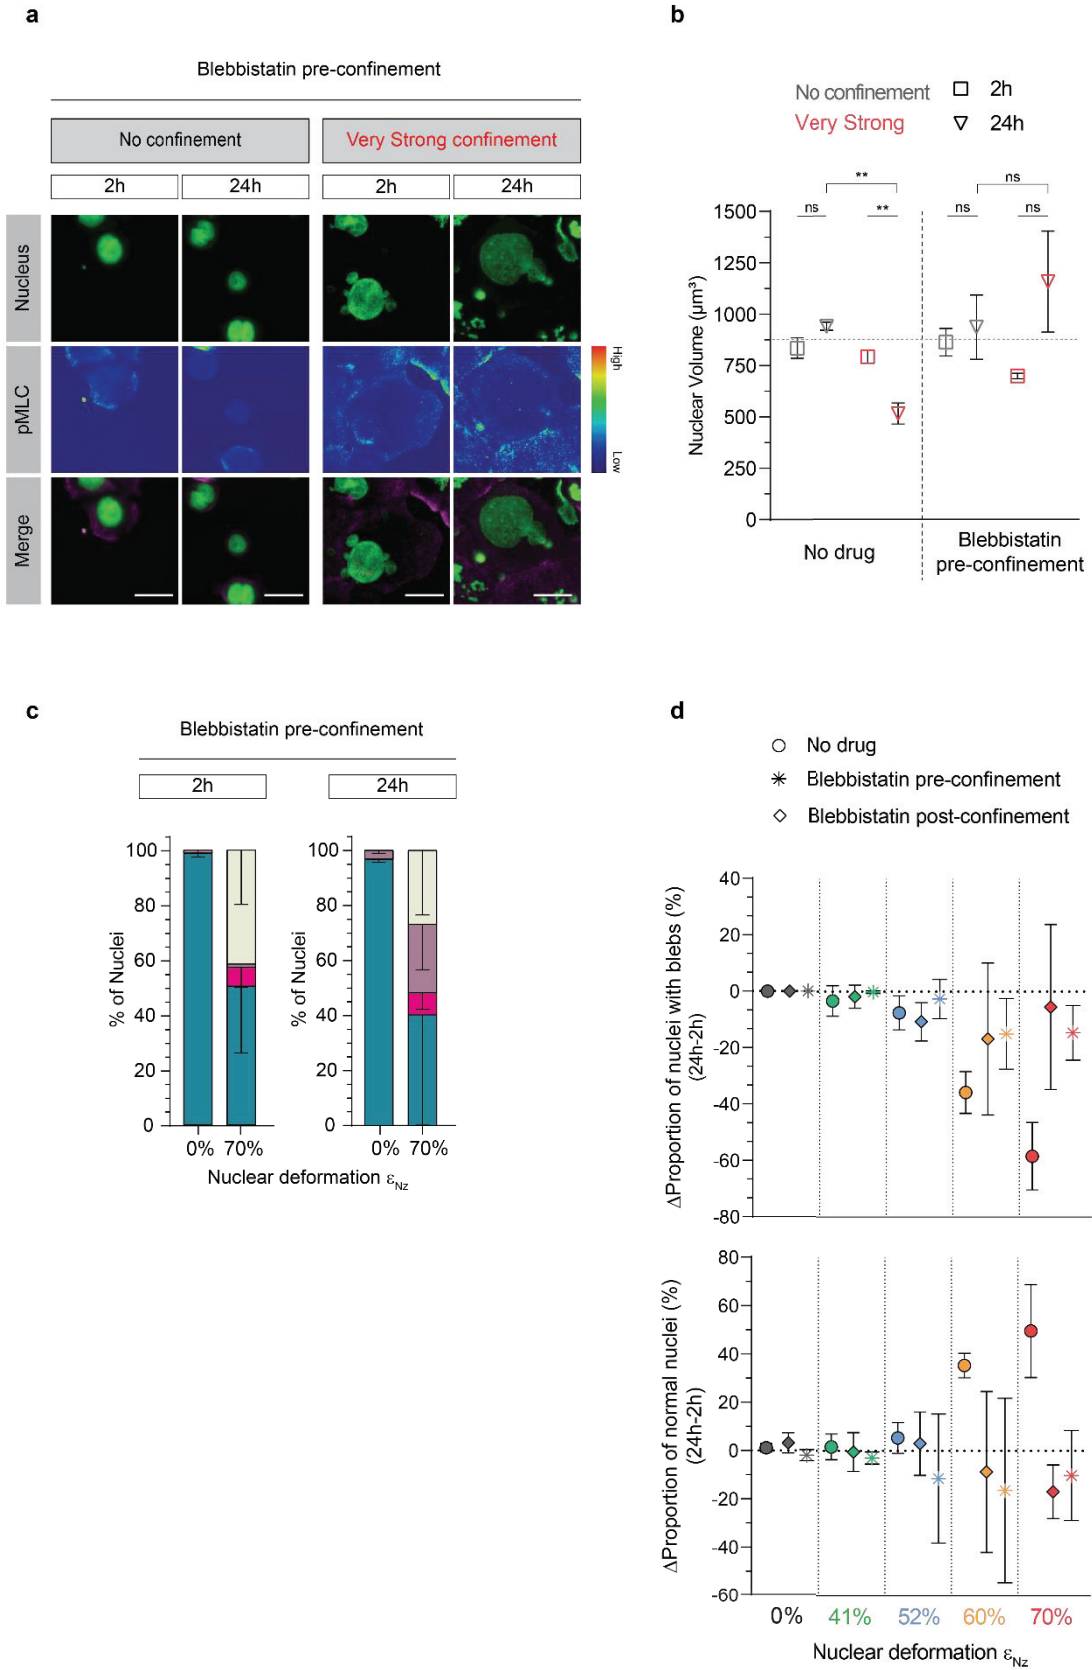 a
Blebbistatin pre-confinement
No confinement
Very Strong confinement
2h
24h
2h
24h
Nucleus
pMLC
Merge
High
Low
b
No confinement
2h
Very Strong
24h
**
ns
ns
**
ns
ns
1500
1250
1000
750
500
250
0
Nuclear Volume (µm³)
No drug
Blebbistatin
pre-confinement
c
Blebbistatin pre-confinement
2h
24h
100
80
60
40
20
0
% of Nuclei
100
80
60
40
20
0
% of Nuclei
0%
70%
0%
70%
Nuclear deformation εNz
d
No drug
Blebbistatin pre-confinement
Blebbistatin post-confinement
40
20
0
-20
-40
-60
-80
ΔProportion of nuclei with blebs (%)
(24h-2h)
80
60
40
20
0
-20
-40
-60
ΔProportion of normal nuclei (%)
(24h-2h)
0%
41%
52%
60%
70%
Nuclear deformation εNz